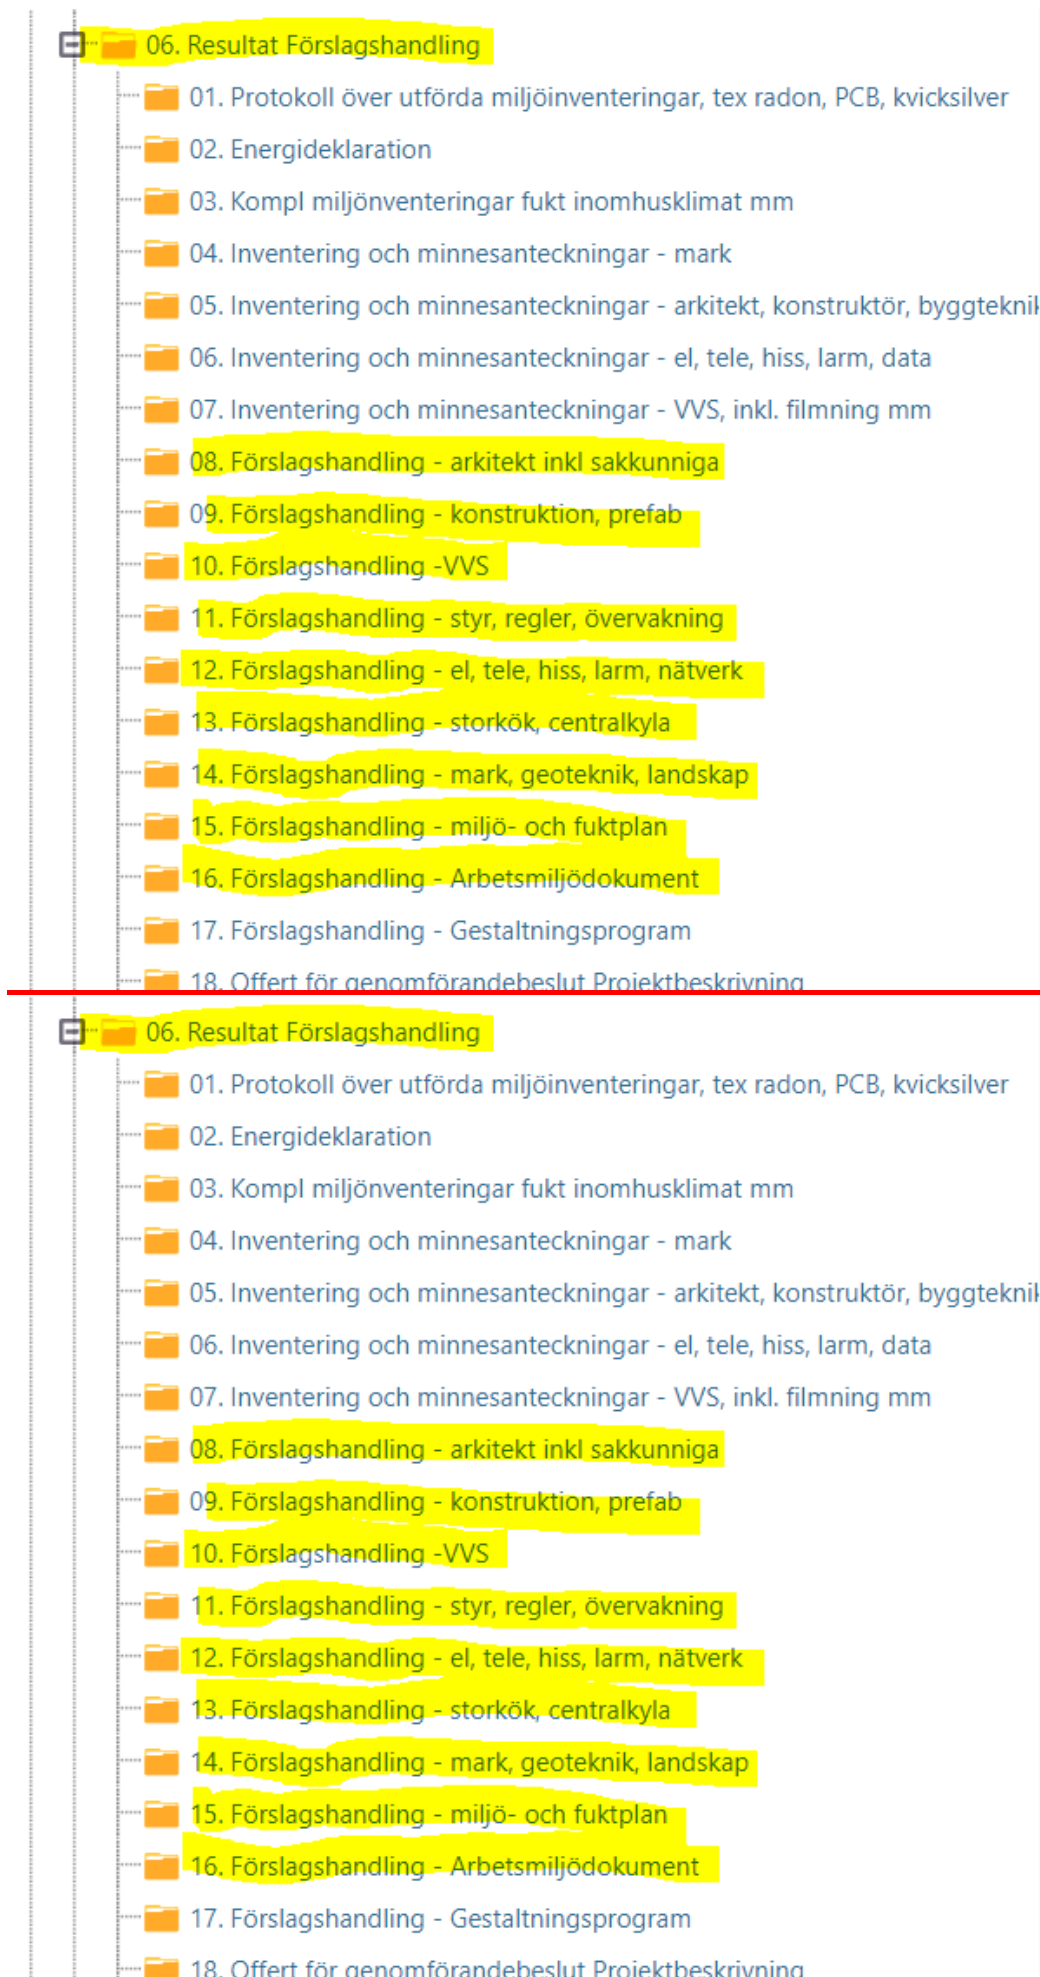 06. Resultat Förslagshandling
01. Protokoll över utförda miljöinventeringar, tex radon, PCB, kvicksilver
02. Energideklaration
03. Kompl miljönventeringar fukt inomhusklimat mm
04. Inventering och minnesanteckningar - mark
05. Inventering och minnesanteckningar - arkitekt, konstruktör, byggteknik
06. Inventering och minnesanteckningar - el, tele, hiss, larm, data
07. Inventering och minnesanteckningar - VVS, inkl. filmning mm
08. Förslagshandling - arkitekt inkl sakkunniga
09. Förslagshandling - konstruktion, prefab
10. Förslagshandling -VVS
11. Förslagshandling - styr, regler, övervakning
12. Förslagshandling - el, tele, hiss, larm, nätverk
13. Förslagshandling - storkök, centralkyla
14. Förslagshandling - mark, geoteknik, landskap
15. Förslagshandling - miljö- och fuktplan
16. Förslagshandling - Arbetsmiljödokument
17. Förslagshandling - Gestaltningsprogram
18. Offert för genomförandebeslut Projektbeskrivning
06. Resultat Förslagshandling
01. Protokoll över utförda miljöinventeringar, tex radon, PCB, kvicksilver
02. Energideklaration
03. Kompl miljönventeringar fukt inomhusklimat mm
04. Inventering och minnesanteckningar - mark
05. Inventering och minnesanteckningar - arkitekt, konstruktör, byggteknik
06. Inventering och minnesanteckningar - el, tele, hiss, larm, data
07. Inventering och minnesanteckningar - VVS, inkl. filmning mm
08. Förslagshandling - arkitekt inkl sakkunniga
09. Förslagshandling - konstruktion, prefab
10. Förslagshandling -VVS
11. Förslagshandling - styr, regler, övervakning
12. Förslagshandling - el, tele, hiss, larm, nätverk
13. Förslagshandling - storkök, centralkyla
14. Förslagshandling - mark, geoteknik, landskap
15. Förslagshandling - miljö- och fuktplan
16. Förslagshandling - Arbetsmiljödokument
17. Förslagshandling - Gestaltningsprogram
18. Offert för genomförandebeslut Projektbeskrivning